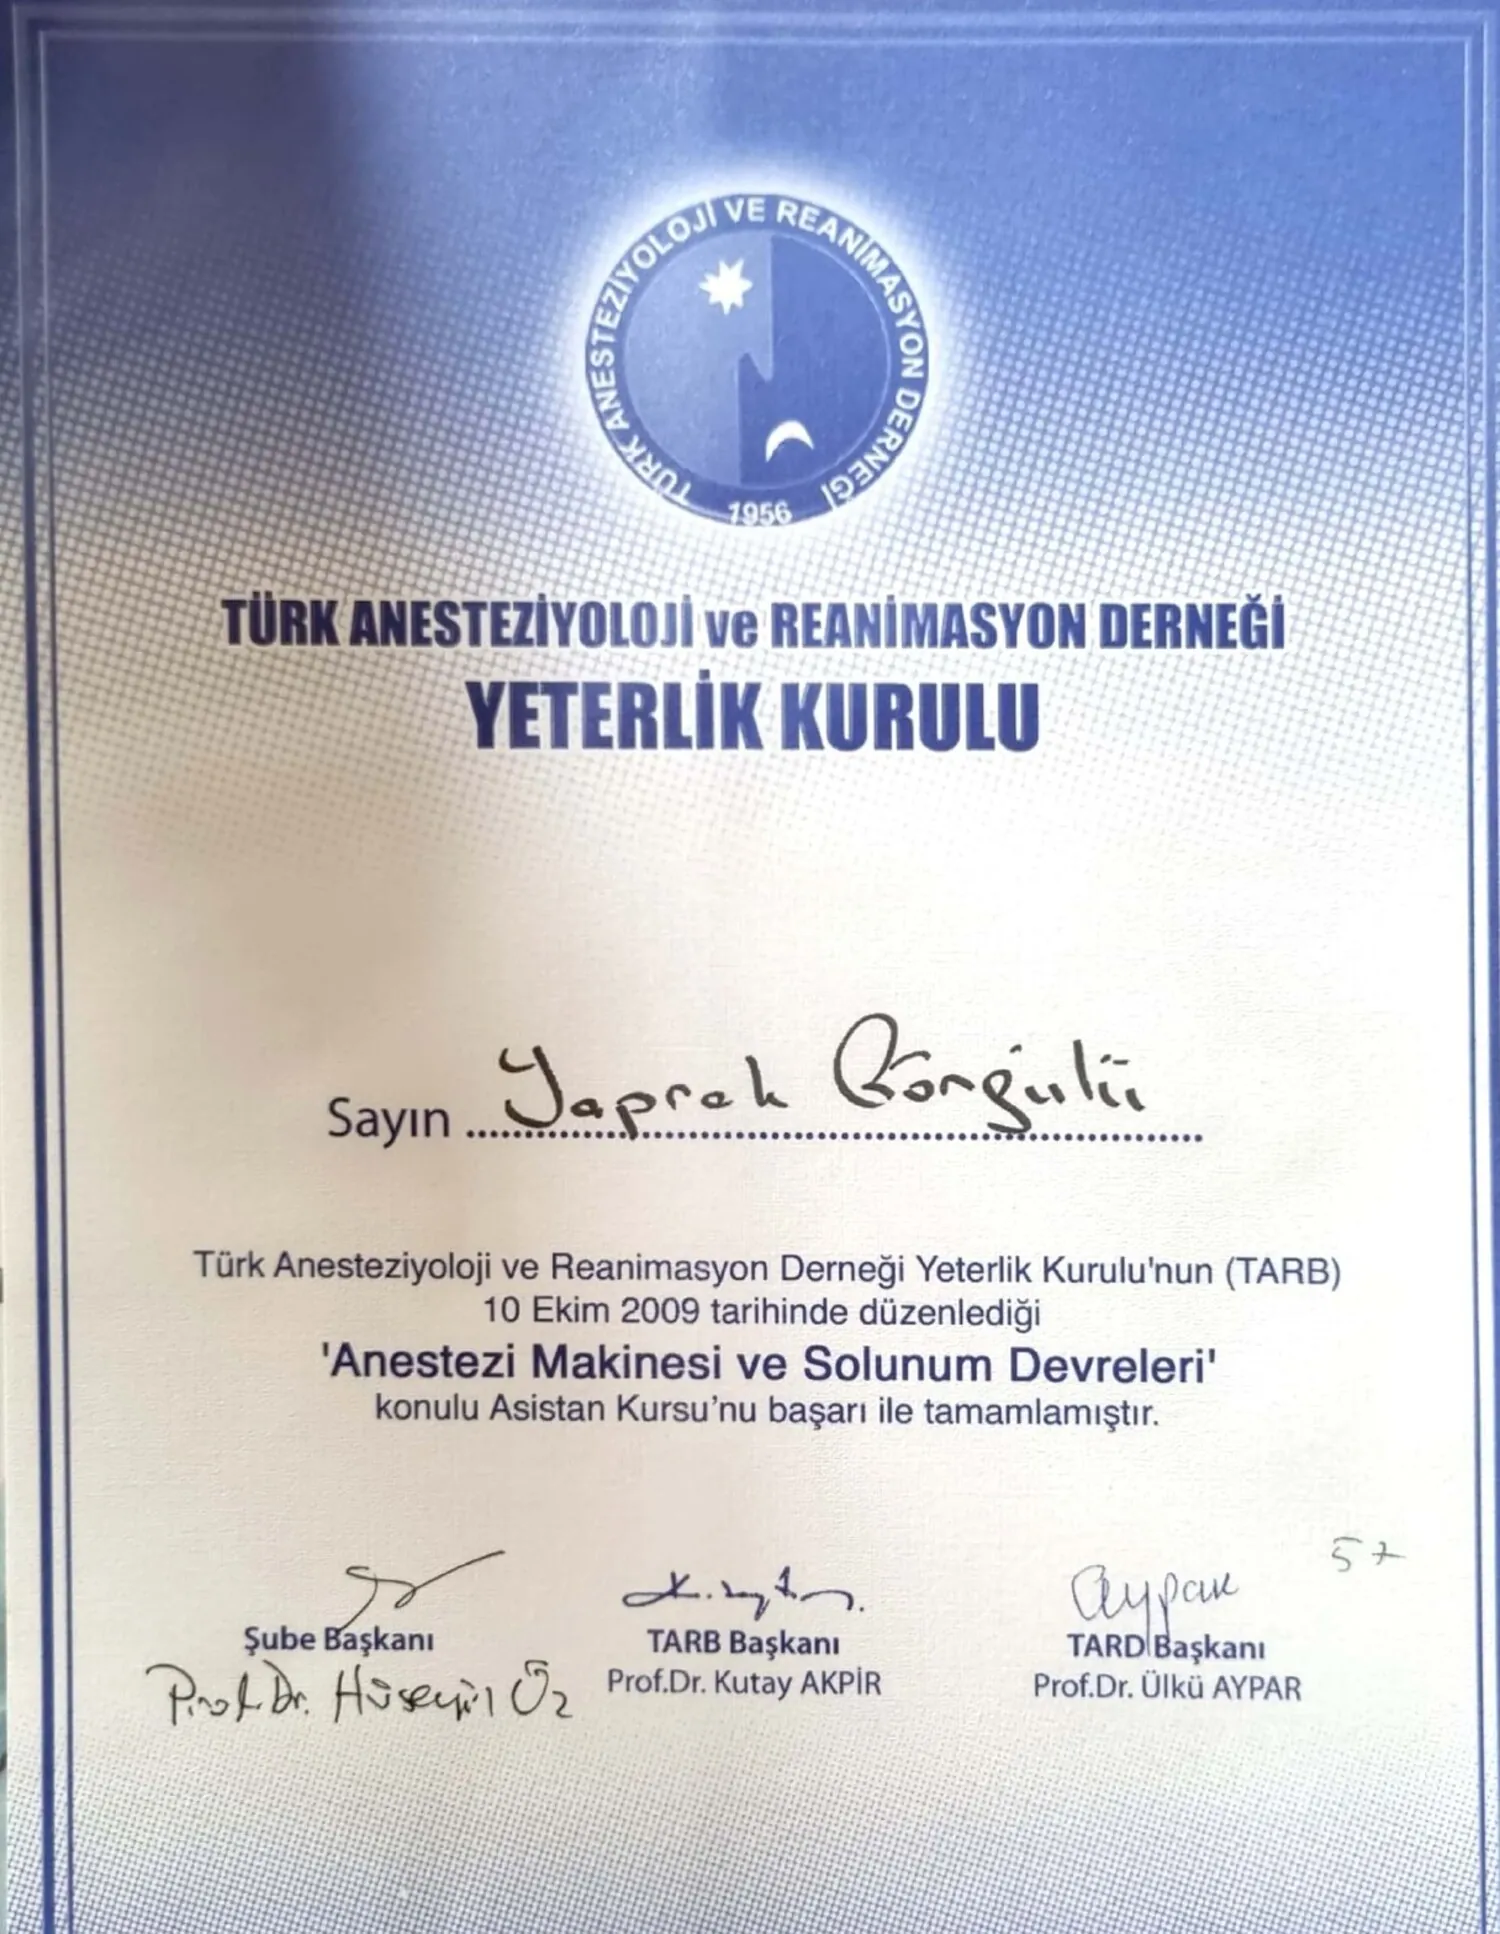 TÜRK ANESTEZİYOLOJİ VE REANİMASYON DERNEĞİ
1956
TÜRK ANESTEZİYOLOJİ ve REANİMASYON DERNEĞİ
YETERLİK KURULU
Sayın Yaprak Görgülü
Türk Anesteziyoloji ve Reanimasyon Derneği Yeterlik Kurulu'nun (TARB)
10 Ekim 2009 tarihinde düzenlediği
'Anestezi Makinesi ve Solunum Devreleri'
konulu Asistan Kursu'nu başarı ile tamamlamıştır.
57
Aypar
Şube Başkanı TARB Başkanı TARD Başkanı
Prof.Dr. Hüseyin Öz Prof.Dr. Kutay AKPİR Prof.Dr. Ülkü AYPAR